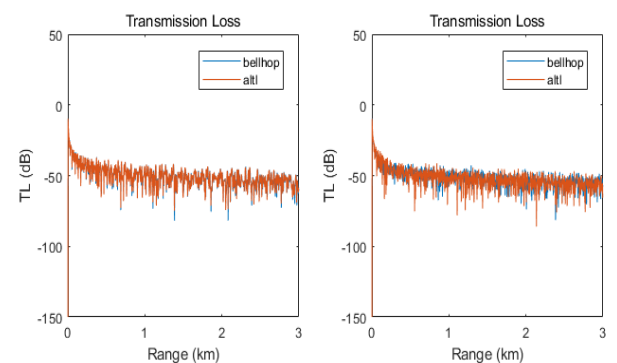 Transmission Loss
50
0
-50
-100
-150
TL (dB)
bellhop
altl
0
1
2
3
Range (km)
Transmission Loss
50
0
-50
-100
-150
TL (dB)
bellhop
altl
0
1
2
3
Range (km)